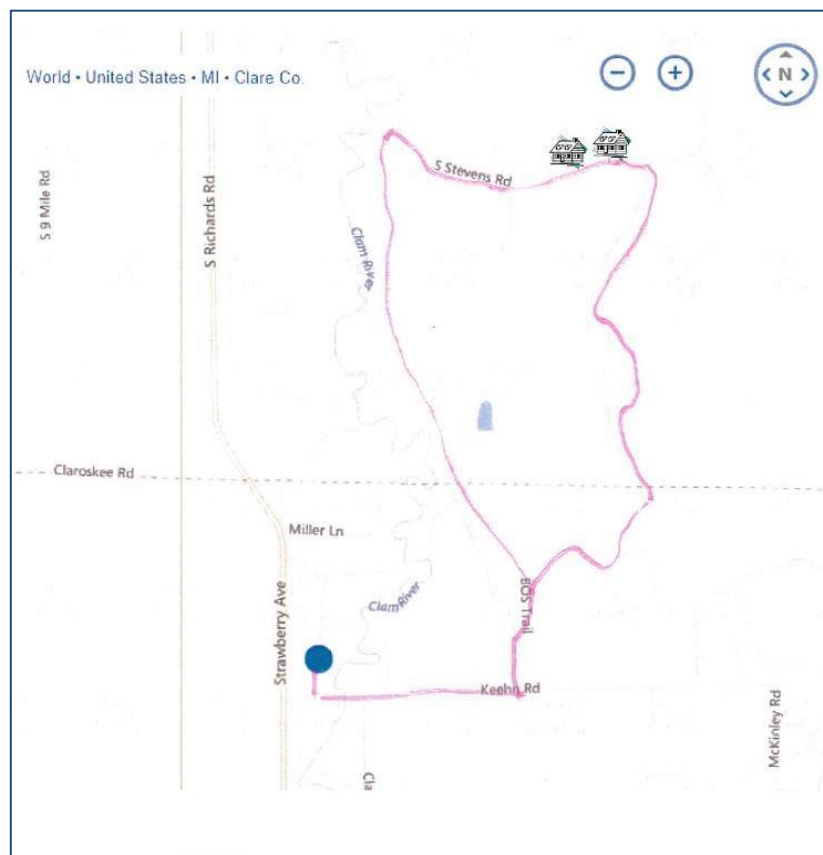 World • United States • MI • Clare Co.
N
S Stevens Rd
S 9 Mile Rd
S Richards Rd
Clam River
Claroskee Rd
Miller Ln
Clam River
BOS Trail
Strawberry Ave
Keehn Rd
McKinley Rd
Cla